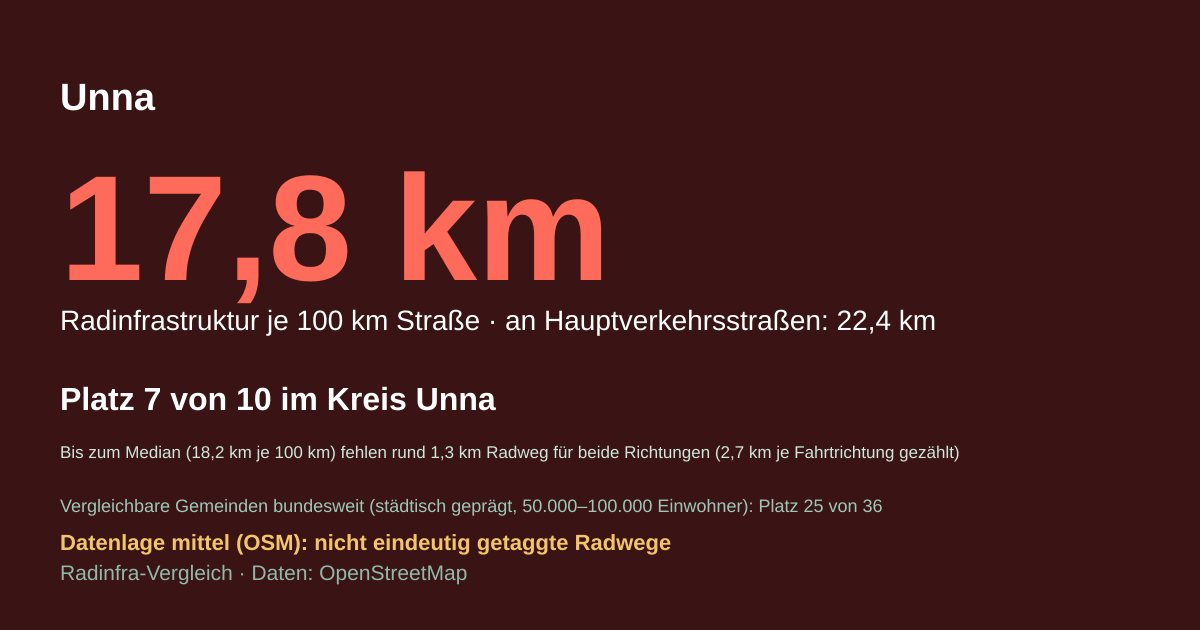 Unna
17,8 km
Radinfrastruktur je 100 km Straße · an Hauptverkehrsstraßen: 22,4 km
Platz 7 von 10 im Kreis Unna
Bis zum Median (18,2 km je 100 km) fehlen rund 1,3 km Radweg für beide Richtungen (2,7 km je Fahrtrichtung gezählt)
Vergleichbare Gemeinden bundesweit (städtisch geprägt, 50.000–100.000 Einwohner): Platz 25 von 36
Datenlage mittel (OSM): nicht eindeutig getaggte Radwege
Radinfra-Vergleich · Daten: OpenStreetMap